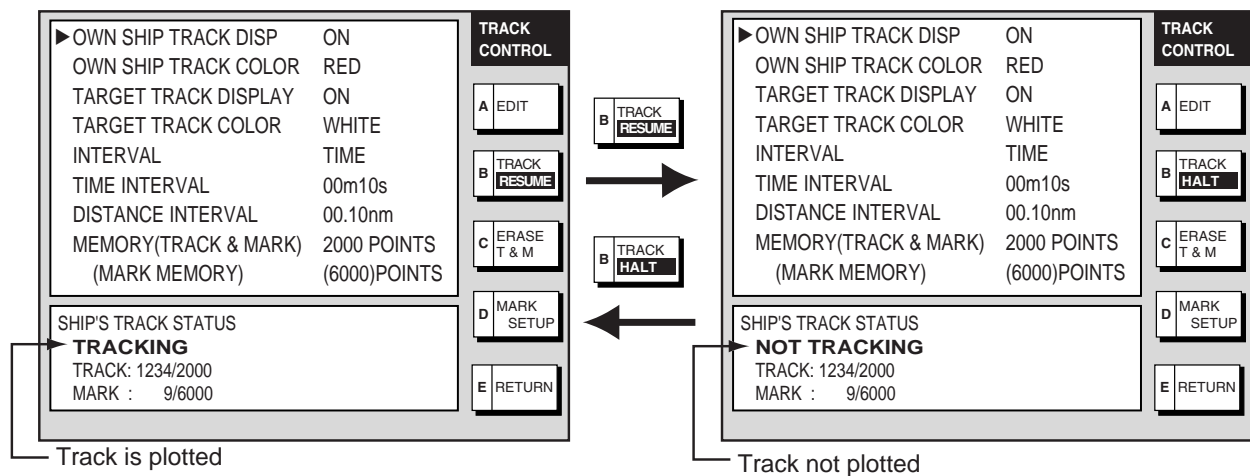 ▶OWN SHIP TRACK DISP ON
OWN SHIP TRACK COLOR RED
TARGET TRACK DISPLAY ON
TARGET TRACK COLOR WHITE
INTERVAL TIME
TIME INTERVAL 00m10s
DISTANCE INTERVAL 00.10nm
MEMORY(TRACK & MARK) 2000 POINTS
(MARK MEMORY) (6000)POINTS
SHIP'S TRACK STATUS
TRACKING
TRACK: 1234/2000
MARK : 9/6000
TRACK
CONTROL
A EDIT
B TRACK
RESUME
C ERASE
T & M
D MARK
SETUP
E RETURN
Track is plotted
B TRACK
RESUME
B TRACK
HALT
▶OWN SHIP TRACK DISP ON
OWN SHIP TRACK COLOR RED
TARGET TRACK DISPLAY ON
TARGET TRACK COLOR WHITE
INTERVAL TIME
TIME INTERVAL 00m10s
DISTANCE INTERVAL 00.10nm
MEMORY(TRACK & MARK) 2000 POINTS
(MARK MEMORY) (6000)POINTS
SHIP'S TRACK STATUS
NOT TRACKING
TRACK: 1234/2000
MARK : 9/6000
TRACK
CONTROL
A EDIT
B TRACK
HALT
C ERASE
T & M
D MARK
SETUP
E RETURN
Track not plotted